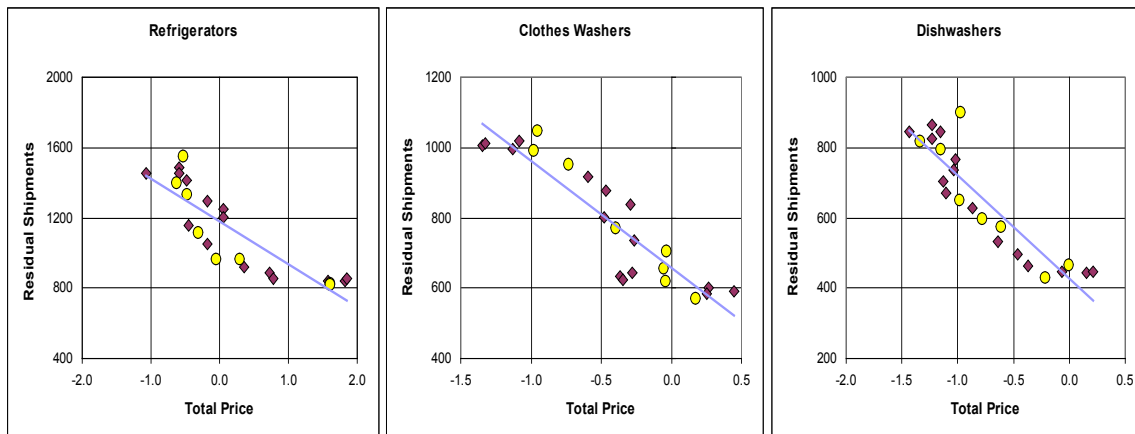 Refrigerators
Residual Shipments
2000
1600
1200
800
400
-2.0 -1.0 0.0 1.0 2.0
Total Price
Clothes Washers
Residual Shipments
1200
1000
800
600
400
-1.5 -1.0 -0.5 0.0 0.5
Total Price
Dishwashers
Residual Shipments
1000
800
600
400
200
-2.0 -1.5 -1.0 -0.5 0.0 0.5
Total Price